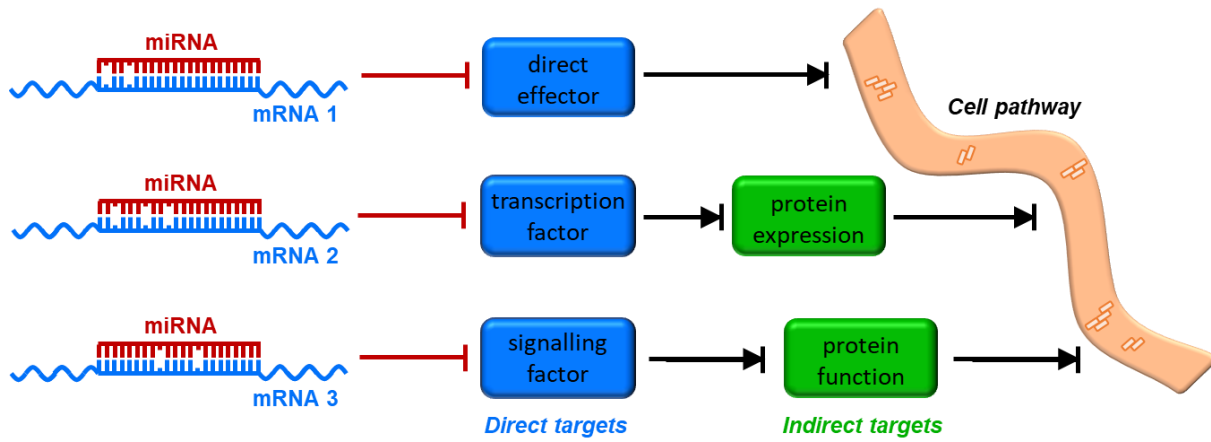 miRNA
mRNA 1
direct
effector
Cell pathway
miRNA
mRNA 2
transcription
factor
protein
expression
miRNA
mRNA 3
signalling
factor
protein
function
Direct targets
Indirect targets